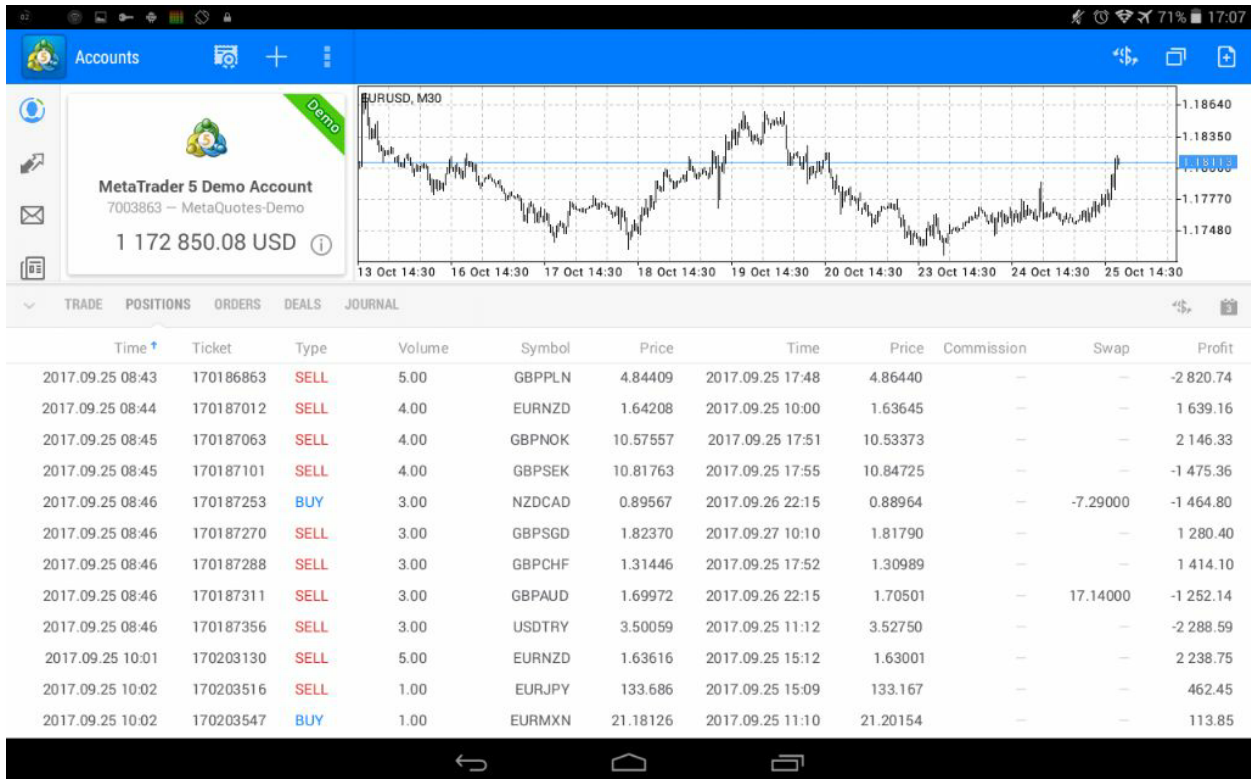 71% 17:07
Accounts
Demo
MetaTrader 5 Demo Account
7003863 — MetaQuotes-Demo
1 172 850.08 USD
EURUSD, M30
1.18640
1.18350
1.18113
1.17770
1.17480
13 Oct 14:30 16 Oct 14:30 17 Oct 14:30 18 Oct 14:30 19 Oct 14:30 20 Oct 14:30 23 Oct 14:30 24 Oct 14:30 25 Oct 14:30
TRADE POSITIONS ORDERS DEALS JOURNAL
Time Ticket Type Volume Symbol Price Time Price Commission Swap Profit
2017.09.25 08:43 170186863 SELL 5.00 GBPPLN 4.84409 2017.09.25 17:48 4.86440 — — -2 820.74
2017.09.25 08:44 170187012 SELL 4.00 EURNZD 1.64208 2017.09.25 10:00 1.63645 — — 1 639.16
2017.09.25 08:45 170187063 SELL 4.00 GBPNOK 10.57557 2017.09.25 17:51 10.53373 — — 2 146.33
2017.09.25 08:45 170187101 SELL 4.00 GBPSEK 10.81763 2017.09.25 17:55 10.84725 — — -1 475.36
2017.09.25 08:46 170187253 BUY 3.00 NZDCAD 0.89567 2017.09.26 22:15 0.88964 — -7.29000 -1 464.80
2017.09.25 08:46 170187270 SELL 3.00 GBPSGD 1.82370 2017.09.27 10:10 1.81790 — — 1 280.40
2017.09.25 08:46 170187288 SELL 3.00 GBPCHF 1.31446 2017.09.25 17:52 1.30989 — — 1 414.10
2017.09.25 08:46 170187311 SELL 3.00 GBPAUD 1.69972 2017.09.26 22:15 1.70501 — 17.14000 -1 252.14
2017.09.25 08:46 170187356 SELL 3.00 USDTRY 3.50059 2017.09.25 11:12 3.52750 — — -2 288.59
2017.09.25 10:01 170203130 SELL 5.00 EURNZD 1.63616 2017.09.25 15:12 1.63001 — — 2 238.75
2017.09.25 10:02 170203516 SELL 1.00 EURJPY 133.686 2017.09.25 15:09 133.167 — — 462.45
2017.09.25 10:02 170203547 BUY 1.00 EURMXN 21.18126 2017.09.25 11:10 21.20154 — — 113.85